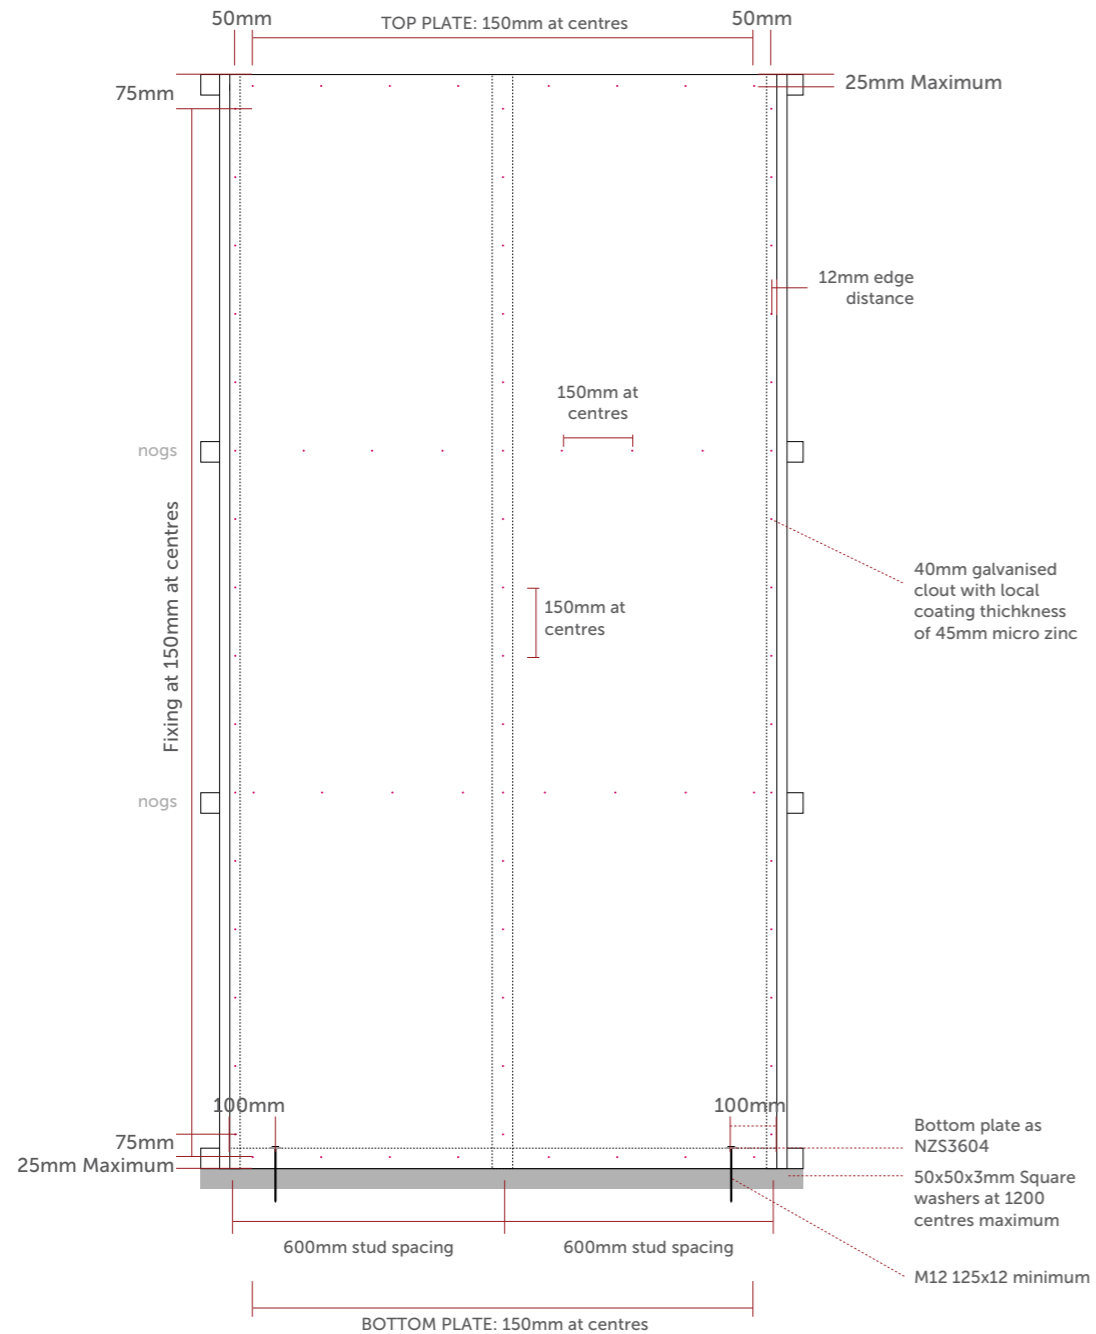 50mm
TOP PLATE: 150mm at centres
50mm
75mm
25mm Maximum
12mm edge
distance
150mm at
centres
nogs
Fixing at 150mm at centres
40mm galvanised
clout with local
coating thichkness
of 45mm micro zinc
150mm at
centres
nogs
100mm
100mm
75mm
25mm Maximum
Bottom plate as
NZS3604
50x50x3mm Square
washers at 1200
centres maximum
600mm stud spacing
600mm stud spacing
M12 125x12 minimum
BOTTOM PLATE: 150mm at centres